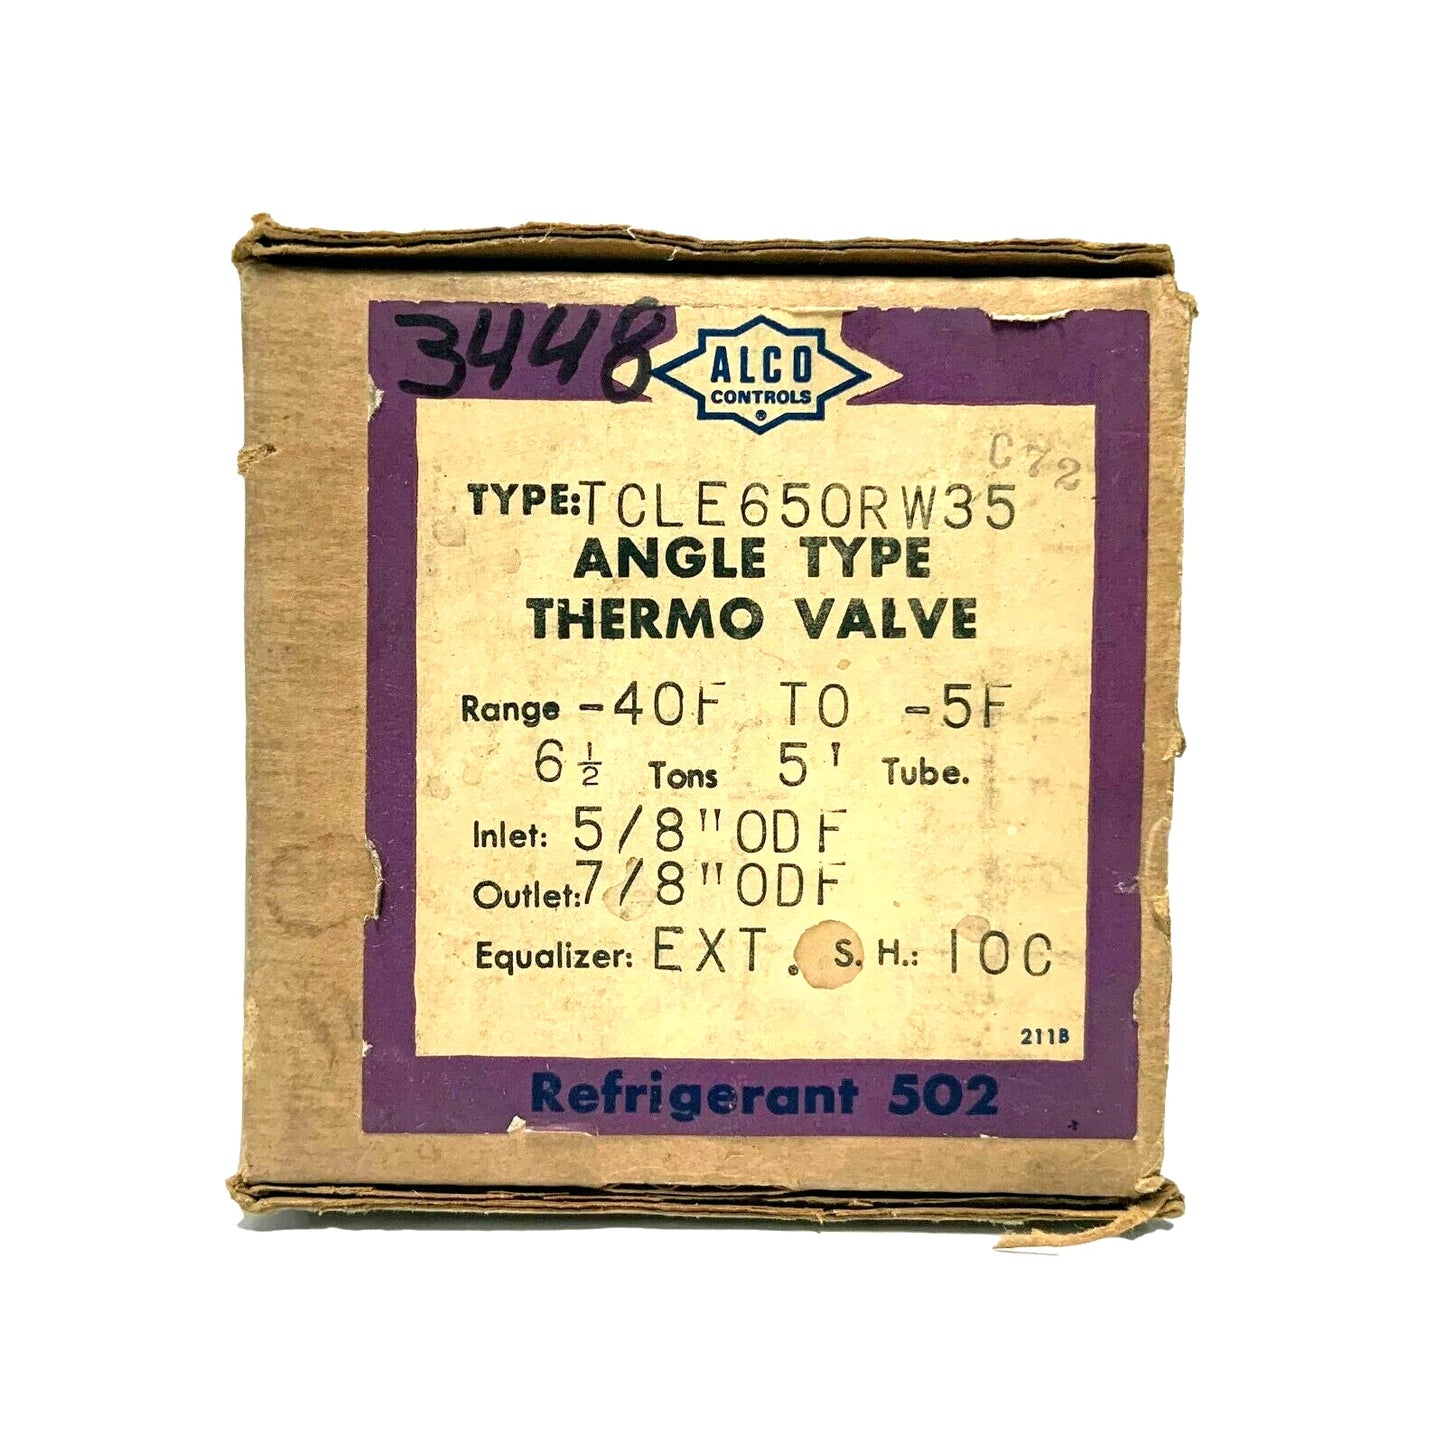 3448
ALCO
CONTROLS
®
C72
TYPE: TCLE650RW35
ANGLE TYPE
THERMO VALVE
Range -40F TO -5F
6 1/2 Tons 5' Tube.
Inlet: 5/8" ODF
Outlet: 7/8" ODF
Equalizer: EXT. S. H.: 10C
211B
Refrigerant 502